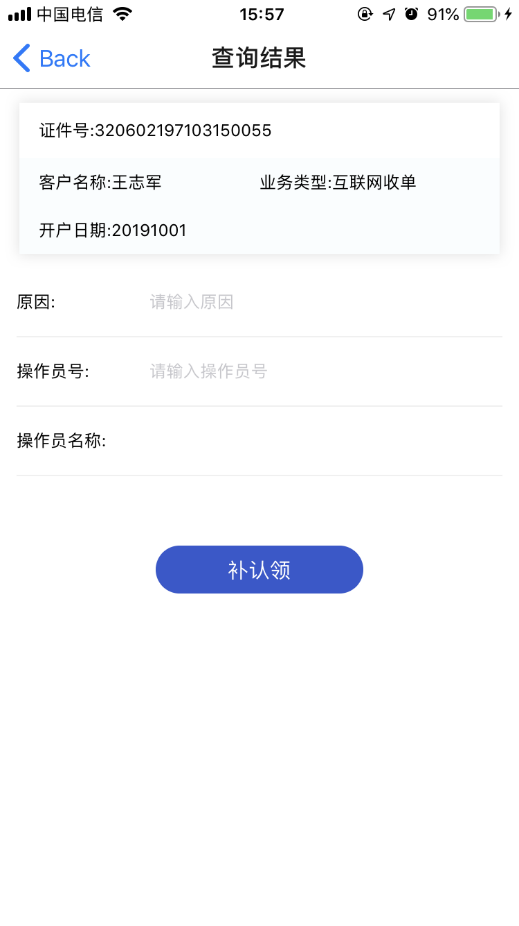 中国电信 15:57 91%
Back 查询结果
证件号:320602197103150055
客户名称:王志军 业务类型:互联网收单
开户日期:20191001
原因: 请输入原因
操作员号: 请输入操作员号
操作员名称:
补认领